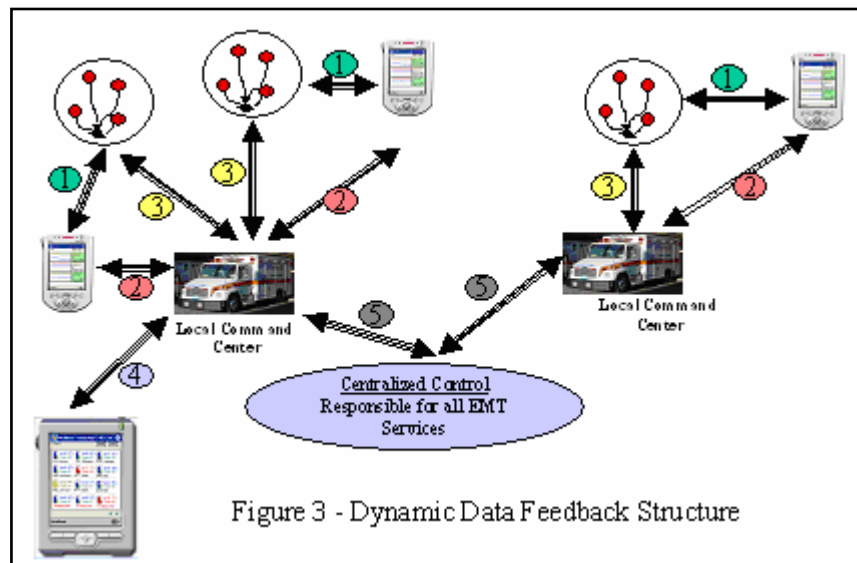 1
1
1
3
3
3
2
2
1
2
Local Command
Center
Local Command
Center
5
5
4
Centralized Control
Responsible for all EMT
Services
Figure 3 - Dynamic Data Feedback Structure